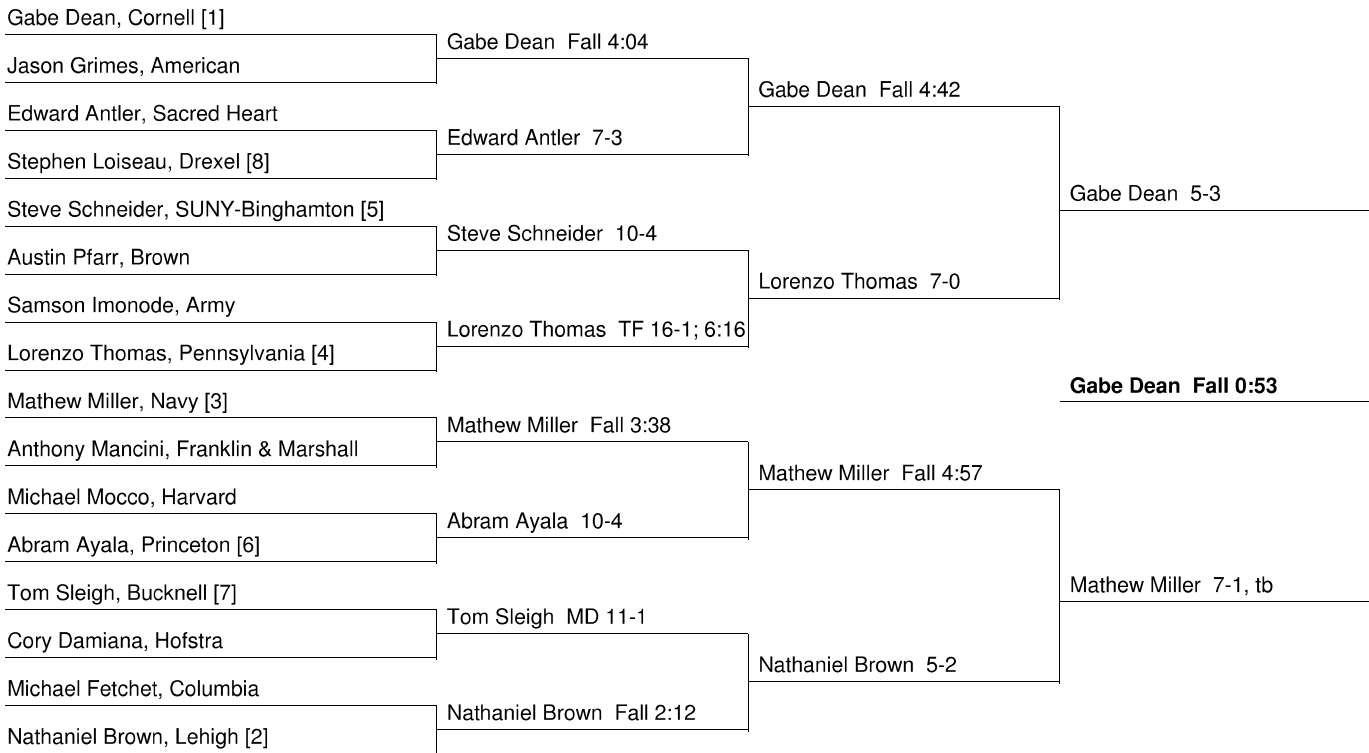 Gabe Dean, Cornell [1]
Jason Grimes, American
Edward Antler, Sacred Heart
Stephen Loiseau, Drexel [8]
Steve Schneider, SUNY-Binghamton [5]
Austin Pfarr, Brown
Samson Imonode, Army
Lorenzo Thomas, Pennsylvania [4]
Mathew Miller, Navy [3]
Anthony Mancini, Franklin & Marshall
Michael Mocco, Harvard
Abram Ayala, Princeton [6]
Tom Sleigh, Bucknell [7]
Cory Damiana, Hofstra
Michael Fetchet, Columbia
Nathaniel Brown, Lehigh [2]
Gabe Dean  Fall 4:04
Edward Antler  7-3
Steve Schneider  10-4
Lorenzo Thomas  TF 16-1; 6:16
Mathew Miller  Fall 3:38
Abram Ayala  10-4
Tom Sleigh  MD 11-1
Nathaniel Brown  Fall 2:12
Gabe Dean  Fall 4:42
Lorenzo Thomas  7-0
Mathew Miller  Fall 4:57
Nathaniel Brown  5-2
Gabe Dean  5-3
Mathew Miller  7-1, tb
Gabe Dean  Fall 0:53